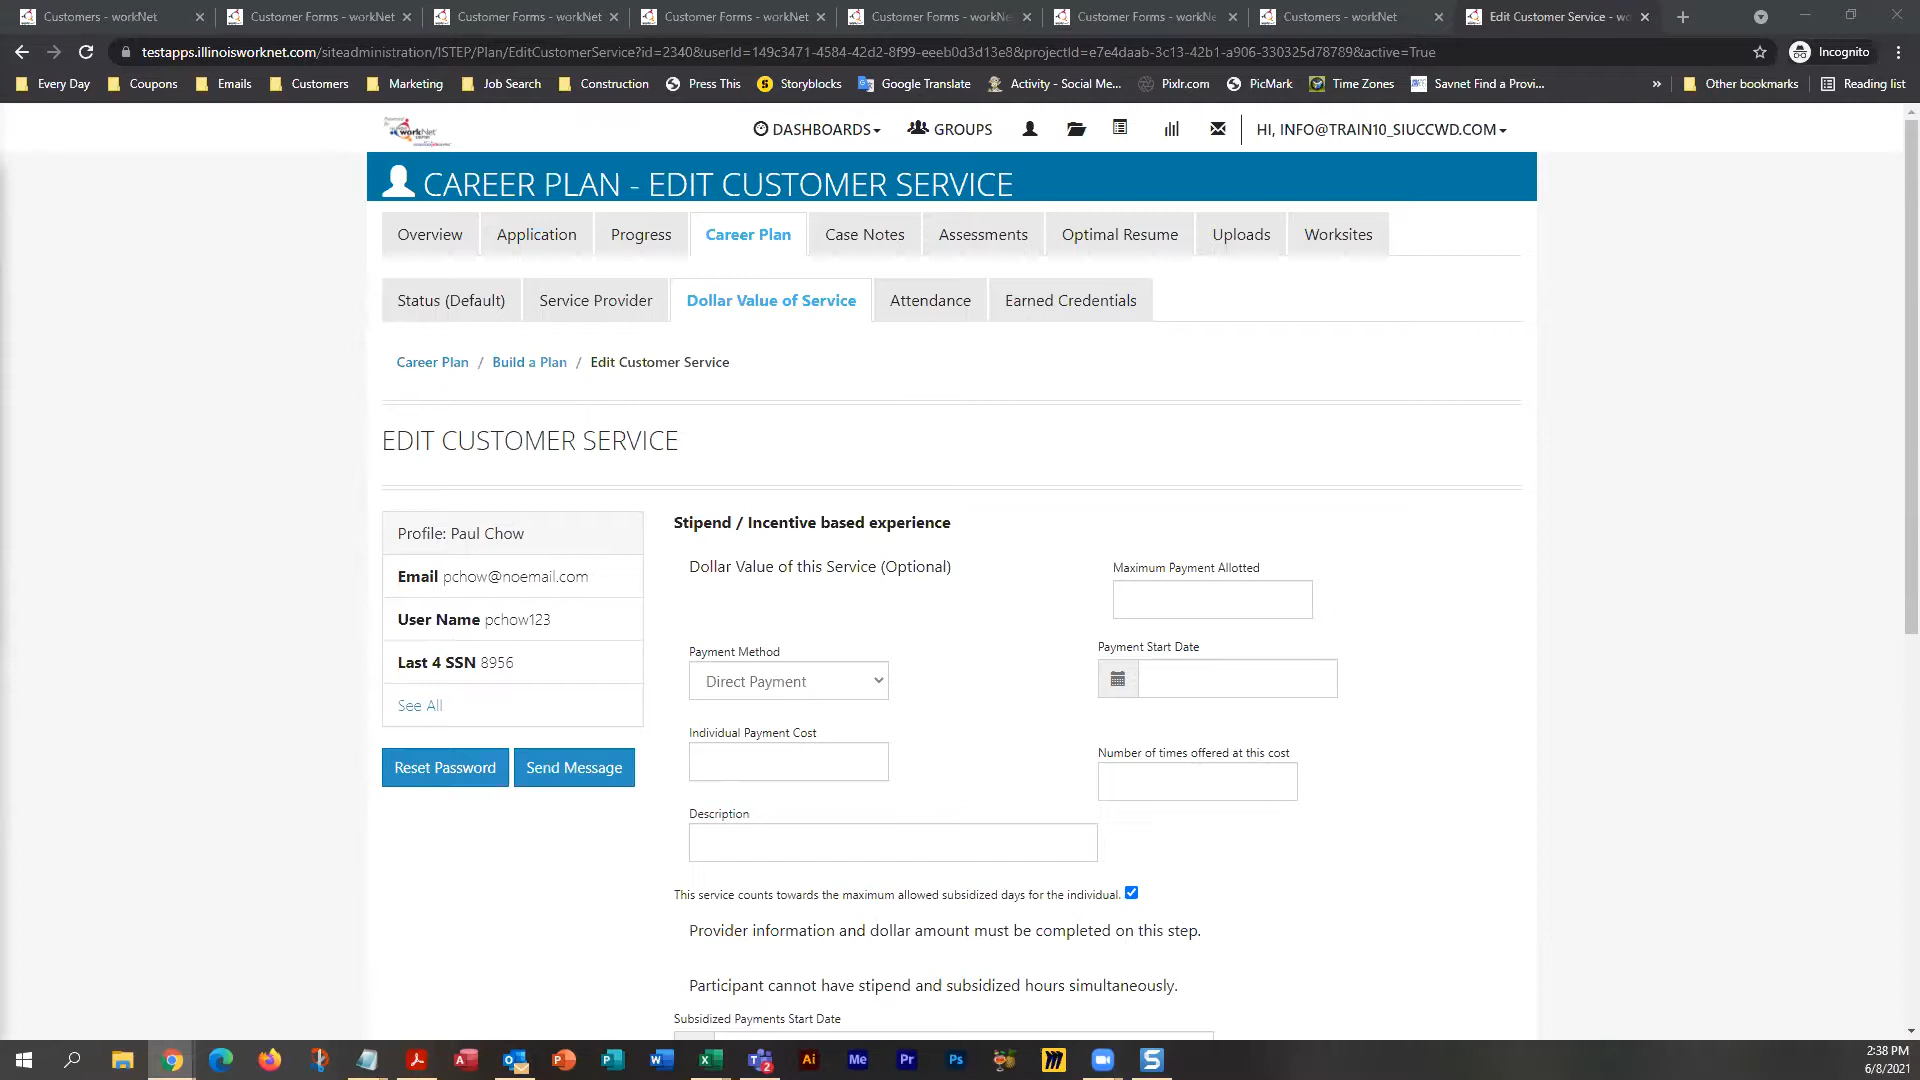 Customers - workNet
Customer Forms - workNet
Customer Forms - workNet
Customer Forms - workNet
Customer Forms - workNe
Customer Forms - workNe
Customers - workNet
Edit Customer Service - wo
testapps.illinoisworknet.com/siteadministration/ISTEP/Plan/EditCustomerService?id=2340&userId=149c3471-4584-42d2-8f99-eeeb0d3d13e8&projectId=e7e4daab-3c13-42b1-a906-330325d78789&active=True
Incognito
Every Day
Coupons
Emails
Customers
Marketing
Job Search
Construction
Press This
Storyblocks
Google Translate
Activity - Social Me...
Pixlr.com
PicMark
Time Zones
Savnet Find a Provi...
»
Other bookmarks
Reading list
workNet
DASHBOARDS
GROUPS
HI, INFO@TRAIN10_SIUCCWD.COM
CAREER PLAN - EDIT CUSTOMER SERVICE
Overview
Application
Progress
Career Plan
Case Notes
Assessments
Optimal Resume
Uploads
Worksites
Status (Default)
Service Provider
Dollar Value of Service
Attendance
Earned Credentials
Career Plan / Build a Plan / Edit Customer Service
EDIT CUSTOMER SERVICE
Profile: Paul Chow
Email pchow@noemail.com
User Name pchow123
Last 4 SSN 8956
See All
Reset Password
Send Message
Stipend / Incentive based experience
Dollar Value of this Service (Optional)
Maximum Payment Allotted
Payment Method
Direct Payment
Payment Start Date
Individual Payment Cost
Number of times offered at this cost
Description
This service counts towards the maximum allowed subsidized days for the individual.
Provider information and dollar amount must be completed on this step.
Participant cannot have stipend and subsidized hours simultaneously.
Subsidized Payments Start Date
2:38 PM
6/8/2021